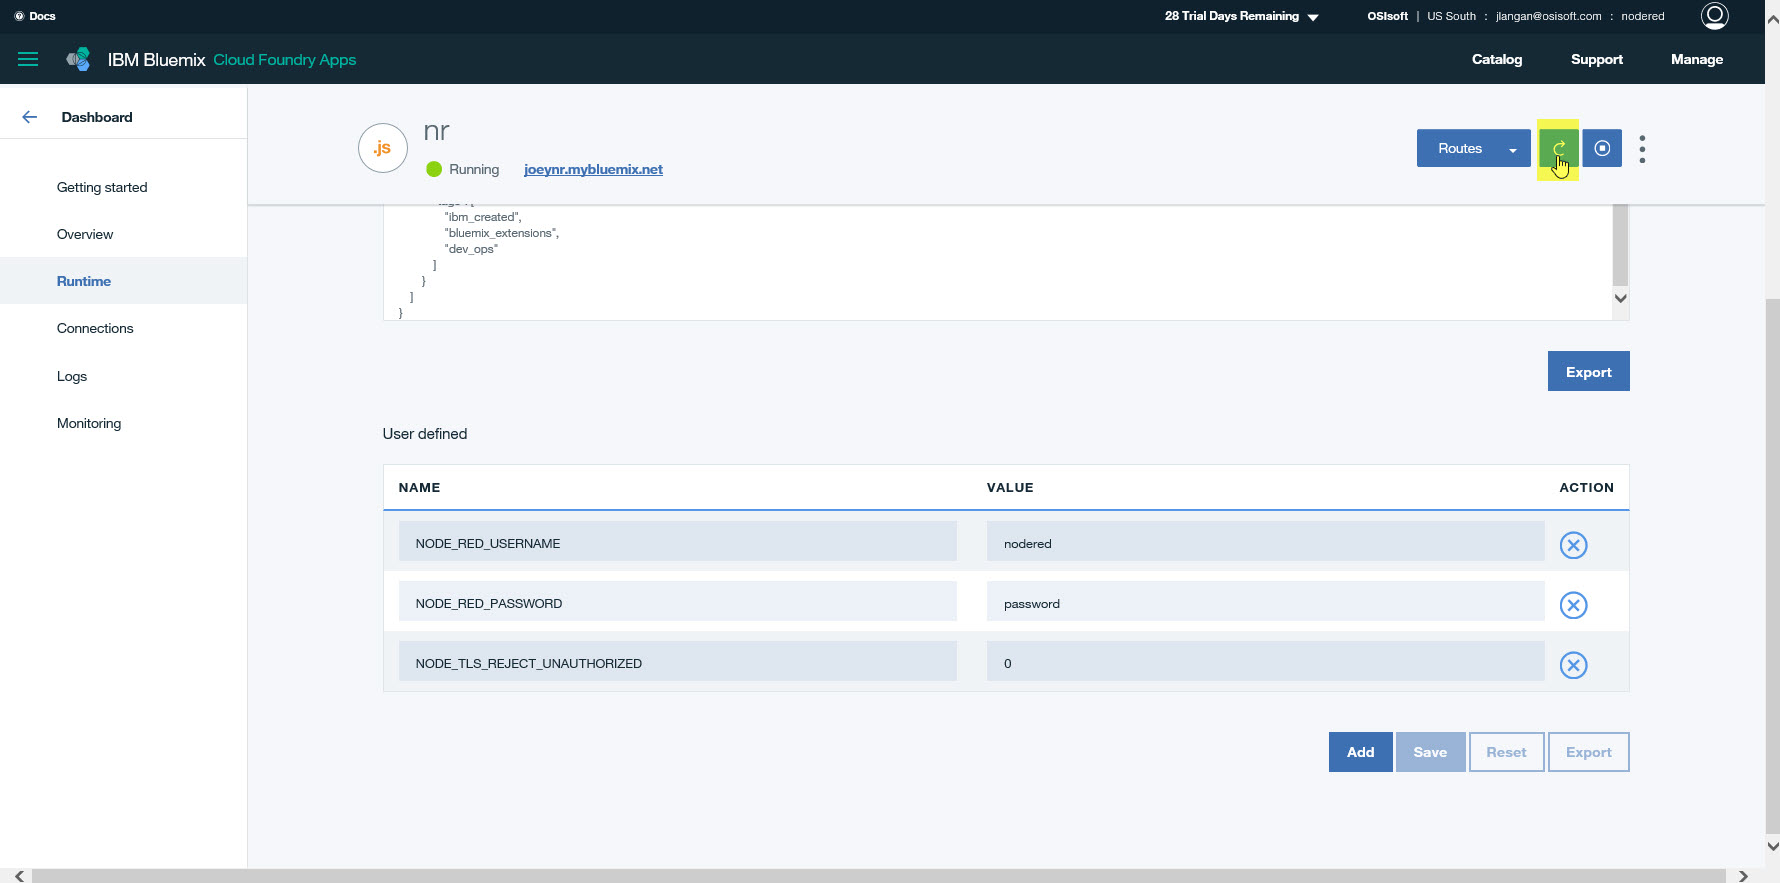 Docs
28 Trial Days Remaining
OSIsoft | US South : jlangan@osisoft.com : nodered
IBM Bluemix Cloud Foundry Apps
Catalog Support Manage
Dashboard
Getting started
Overview
Runtime
Connections
Logs
Monitoring
.js
nr
Running joeynr.mybluemix.net
Routes
"ibm_created",
"bluemix_extensions",
"dev_ops"
]
}
]
}
Export
User defined
NAME VALUE ACTION
NODE_RED_USERNAME nodered
NODE_RED_PASSWORD password
NODE_TLS_REJECT_UNAUTHORIZED 0
Add Save Reset Export